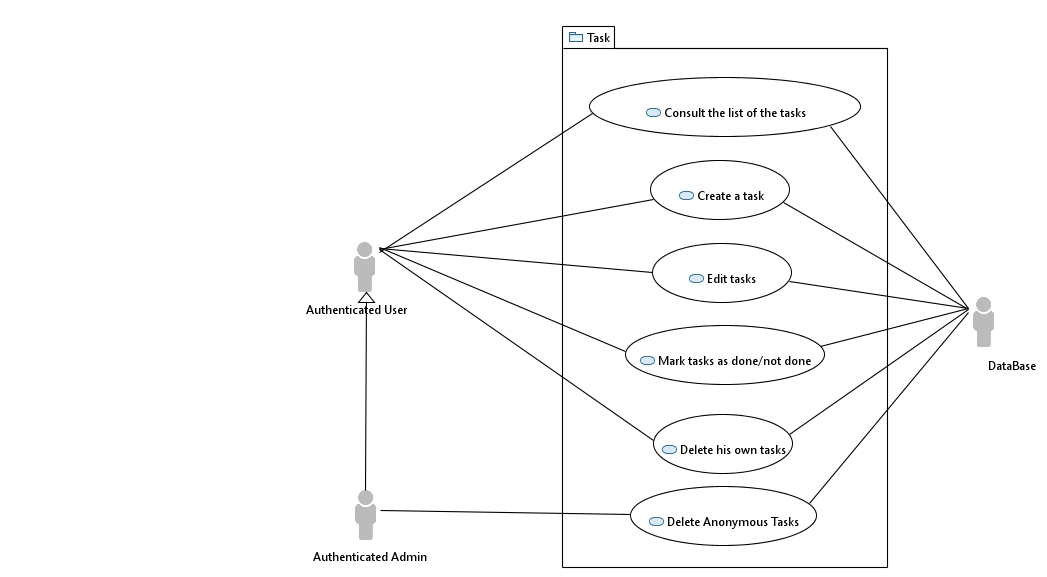 Task
Consult the list of the tasks
Create a task
Edit tasks
Authenticated User
Mark tasks as done/not done
DataBase
Delete his own tasks
Delete Anonymous Tasks
Authenticated Admin